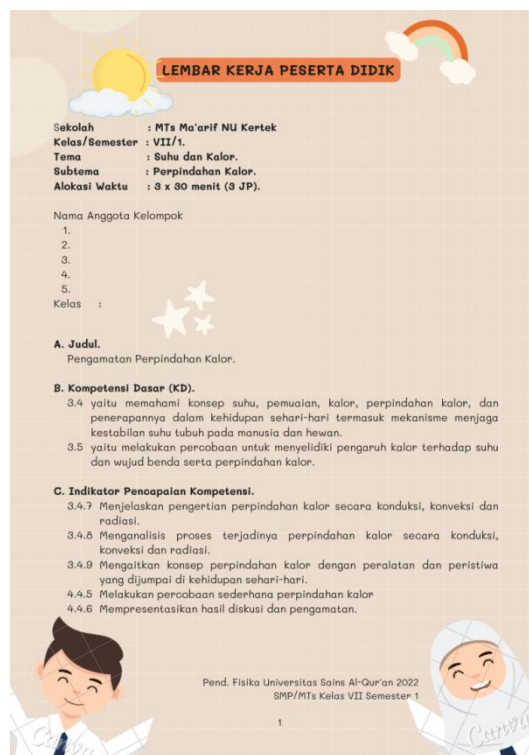 LEMBAR KERJA PESERTA DIDIK
Sekolah : MTs Ma'arif NU Kertek
Kelas/Semester : VII/1.
Tema : Suhu dan Kalor.
Subtema : Perpindahan Kalor.
Alokasi Waktu : 3 x 30 menit (3 JP).
Nama Anggota Kelompok
1.
2.
3.
4.
5.
Kelas :
A. Judul.
Pengamatan Perpindahan Kalor.
B. Kompetensi Dasar (KD).
3.4 yaitu memahami konsep suhu, pemuaian, kalor, perpindahan kalor, dan
penerapannya dalam kehidupan sehari-hari termasuk mekanisme menjaga
kestabilan suhu tubuh pada manusia dan hewan.
3.5 yaitu melakukan percobaan untuk menyelidiki pengaruh kalor terhadap suhu
dan wujud benda serta perpindahan kalor.
C. Indikator Pencapaian Kompetensi.
3.4.7 Menjelaskan pengertian perpindahan kalor secara konduksi, konveksi dan
radiasi.
3.4.8 Menganalisis proses terjadinya perpindahan kalor secara konduksi,
konveksi dan radiasi.
3.4.9 Mengaitkan konsep perpindahan kalor dengan peralatan dan peristiwa
yang dijumpai di kehidupan sehari-hari.
4.4.5 Melakukan percobaan sederhana perpindahan kalor
4.4.6 Mempresentasikan hasil diskusi dan pengamatan.
Pend. Fisika Universitas Sains Al-Qur'an 2022
SMP/MTs Kelas VII Semester 1
1
Canva
Canva